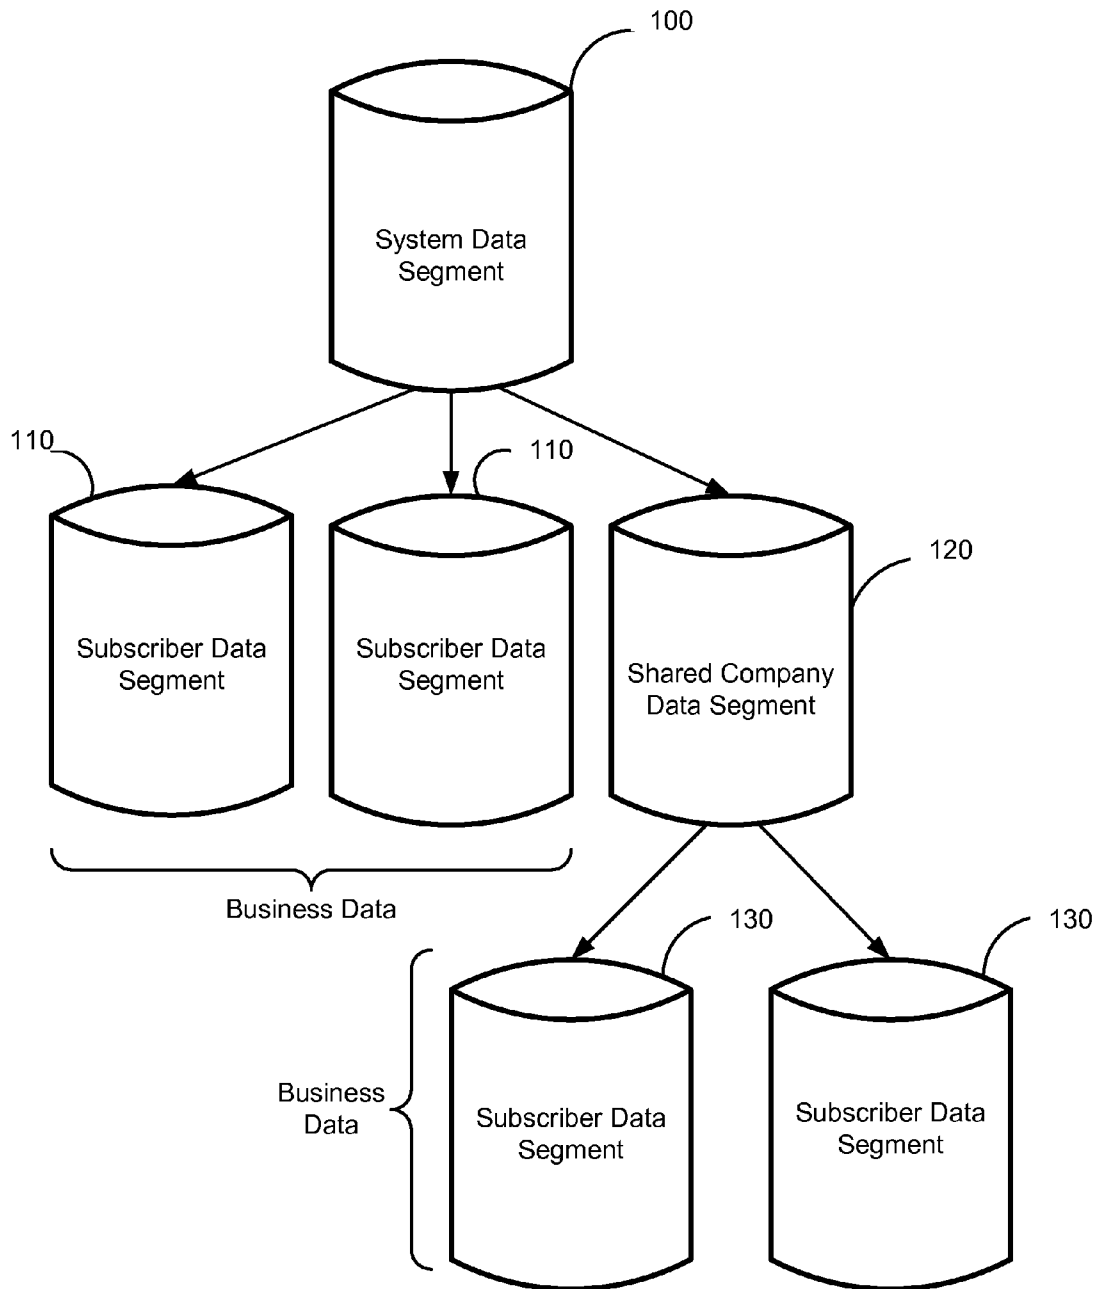 100
System Data
Segment
110
110
120
Subscriber Data
Segment
Subscriber Data
Segment
Shared Company
Data Segment
Business Data
130
130
Business
Data
Subscriber Data
Segment
Subscriber Data
Segment